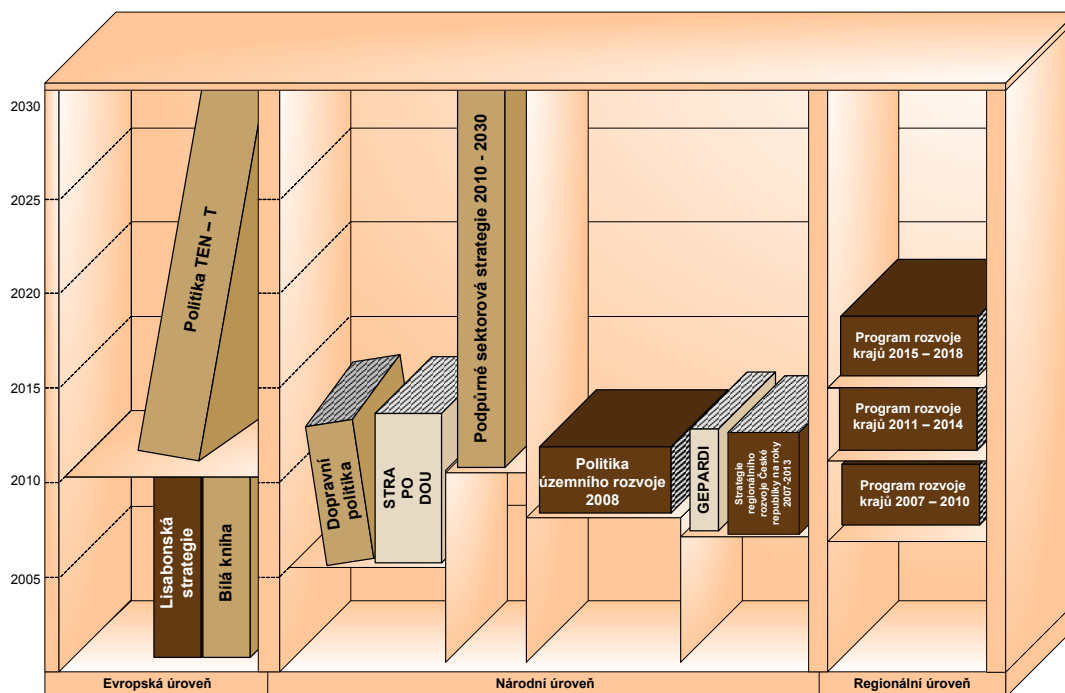 2030
2025
2020
2015
2010
2005
Politika TEN – T
Lisabonská
strategie
Bílá kniha
Dopravní
politika
STRA
PO
DOU
Podpůrné sektorová strategie 2010 - 2030
Politika
územního rozvoje
2008
GEPARDI
Strategie
regionálního
rozvoje České
republiky na roky
2007-2013
Program rozvoje
krajů 2015 – 2018
Program rozvoje
krajů 2011 – 2014
Program rozvoje
krajů 2007 – 2010
Evropská úroveň
Národní úroveň
Regionální úroveň